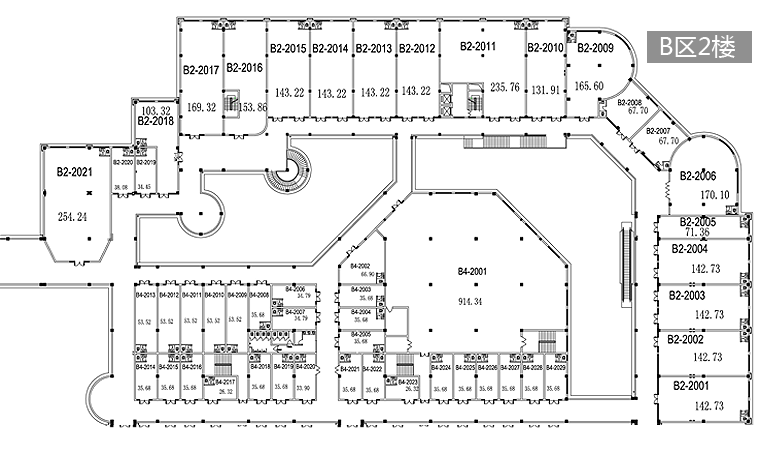 B区2楼
B2-2015
B2-2014
B2-2013
B2-2012
B2-2011
B2-2010
B2-2009
B2-2017
B2-2016
143.22
143.22
143.22
143.22
235.76
131.91
165.60
169.32
153.86
103.32
B2-2018
B2-2008
67.70
B2-2007
67.70
B2-2021
254.24
B2-2020
38.08
B2-2019
34.45
B2-2006
170.10
B2-2005
71.36
B2-2004
142.73
B2-2003
142.73
B2-2002
142.73
B2-2001
142.73
B4-2001
914.34
B4-2002
66.90
B4-2003
35.68
B4-2004
35.68
B4-2005
35.68
B4-2013
B4-2012
B4-2011
B4-2010
B4-2009
B4-2008
B4-2006
34.79
B4-2007
34.79
53.52
53.52
53.52
53.52
53.52
35.68
B4-2014
B4-2015
B4-2016
B4-2017
B4-2018
B4-2019
B4-2020
35.68
35.68
35.68
26.32
35.68
35.68
33.90
B4-2021
B4-2022
B4-2023
B4-2024
B4-2025
B4-2026
B4-2027
B4-2028
B4-2029
35.68
35.68
26.32
35.68
35.68
35.68
35.68
35.68
35.68